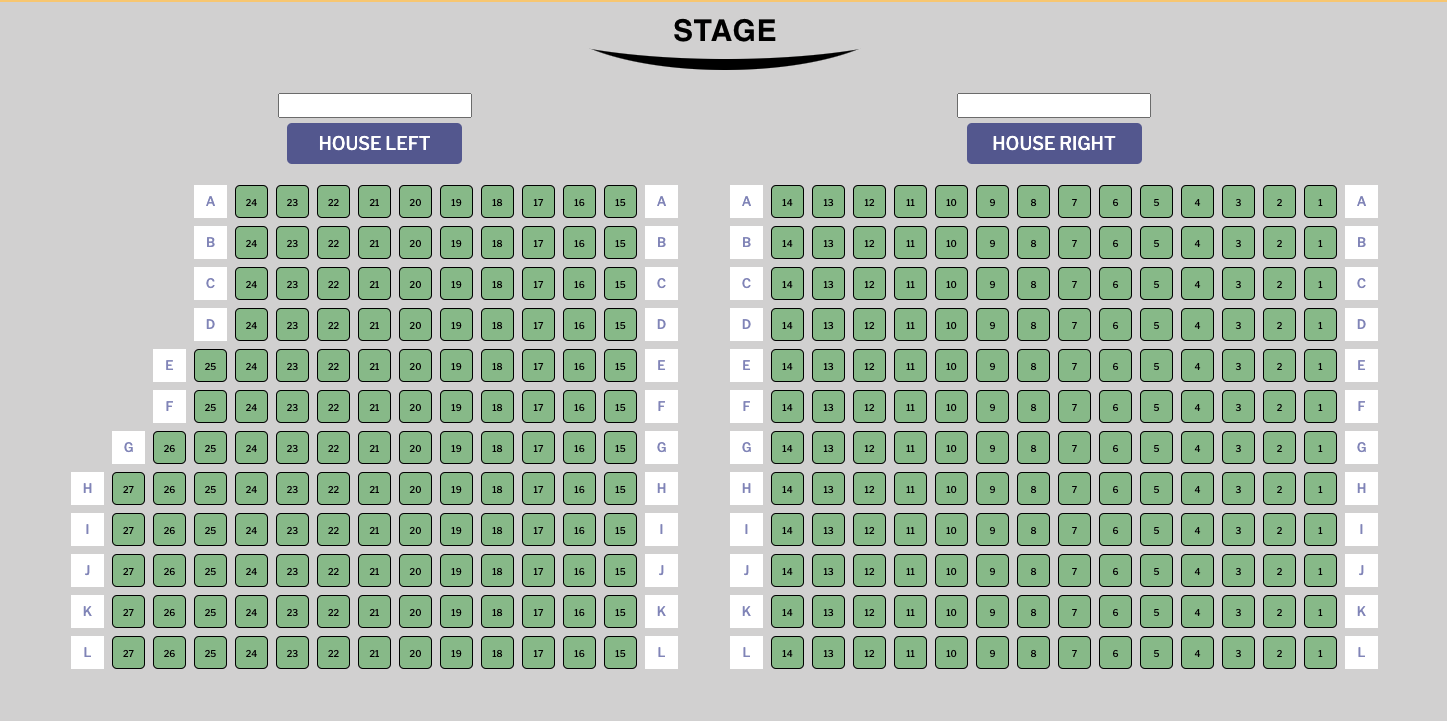 STAGE
HOUSE LEFT HOUSE RIGHT
A 24 23 22 21 20 19 18 17 16 15 A A 14 13 12 11 10 9 8 7 6 5 4 3 2 1 A
B 24 23 22 21 20 19 18 17 16 15 B B 14 13 12 11 10 9 8 7 6 5 4 3 2 1 B
C 24 23 22 21 20 19 18 17 16 15 C C 14 13 12 11 10 9 8 7 6 5 4 3 2 1 C
D 24 23 22 21 20 19 18 17 16 15 D D 14 13 12 11 10 9 8 7 6 5 4 3 2 1 D
E 25 24 23 22 21 20 19 18 17 16 15 E E 14 13 12 11 10 9 8 7 6 5 4 3 2 1 E
F 25 24 23 22 21 20 19 18 17 16 15 F F 14 13 12 11 10 9 8 7 6 5 4 3 2 1 F
G 26 25 24 23 22 21 20 19 18 17 16 15 G G 14 13 12 11 10 9 8 7 6 5 4 3 2 1 G
H 27 26 25 24 23 22 21 20 19 18 17 16 15 H H 14 13 12 11 10 9 8 7 6 5 4 3 2 1 H
I 27 26 25 24 23 22 21 20 19 18 17 16 15 I I 14 13 12 11 10 9 8 7 6 5 4 3 2 1 I
J 27 26 25 24 23 22 21 20 19 18 17 16 15 J J 14 13 12 11 10 9 8 7 6 5 4 3 2 1 J
K 27 26 25 24 23 22 21 20 19 18 17 16 15 K K 14 13 12 11 10 9 8 7 6 5 4 3 2 1 K
L 27 26 25 24 23 22 21 20 19 18 17 16 15 L L 14 13 12 11 10 9 8 7 6 5 4 3 2 1 L